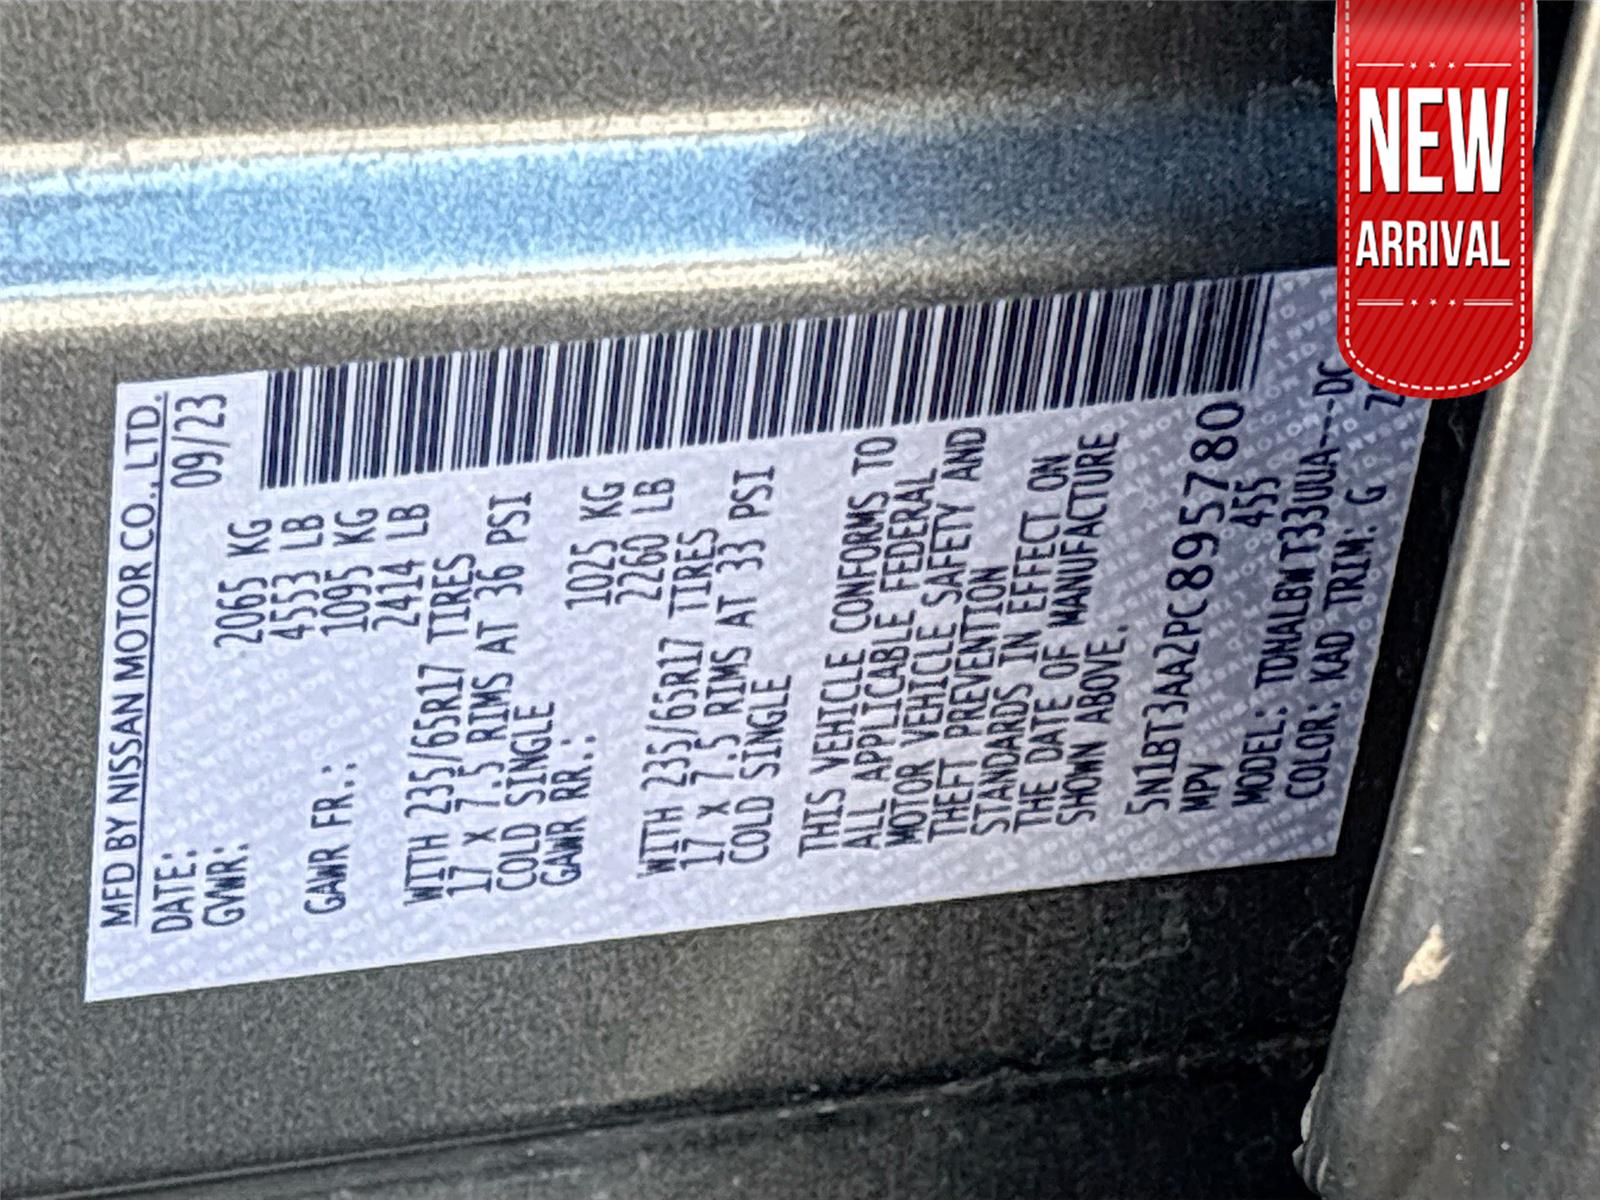 NEW
ARRIVAL
MFD BY NISSAN MOTOR CO., LTD.
DATE: 09/23
GVWR: 2065 KG
4553 LB
GAWR FR.: 1095 KG
2414 LB
WITH 235/65R17 TIRES
17 X 7.5 RIMS AT 36 PSI
COLD SINGLE
GAWR RR.: 1025 KG
2260 LB
WITH 235/65R17 TIRES
17 X 7.5 RIMS AT 33 PSI
COLD SINGLE
THIS VEHICLE CONFORMS TO
ALL APPLICABLE FEDERAL
MOTOR VEHICLE SAFETY AND
THEFT PREVENTION
STANDARDS IN EFFECT ON
THE DATE OF MANUFACTURE
SHOWN ABOVE.
5N1BT3AA2PC895780
MPV 455
MODEL: TDNALBWT33UUA---DC
COLOR: KAD TRIM: G Z